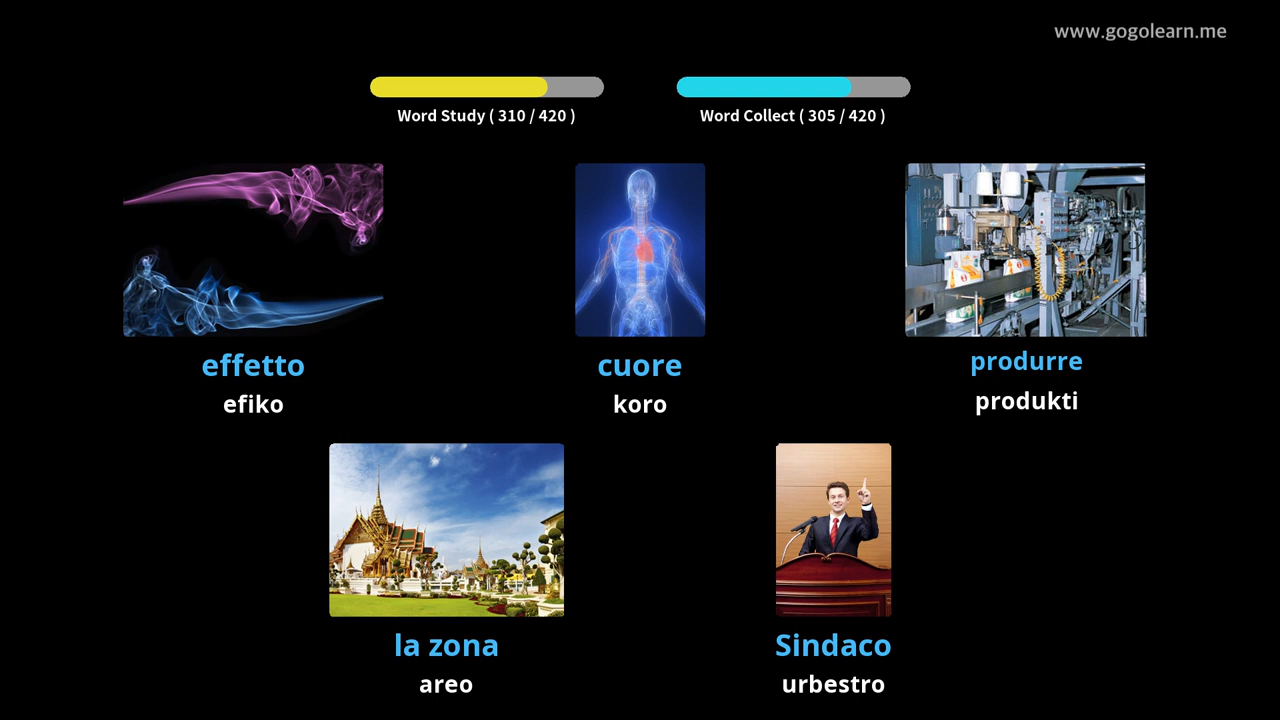 www.gogolearn.me
Word Study ( 310 / 420 )
Word Collect ( 305 / 420 )
effetto
efiko
cuore
koro
produrre
produkti
la zona
areo
Sindaco
urbestro